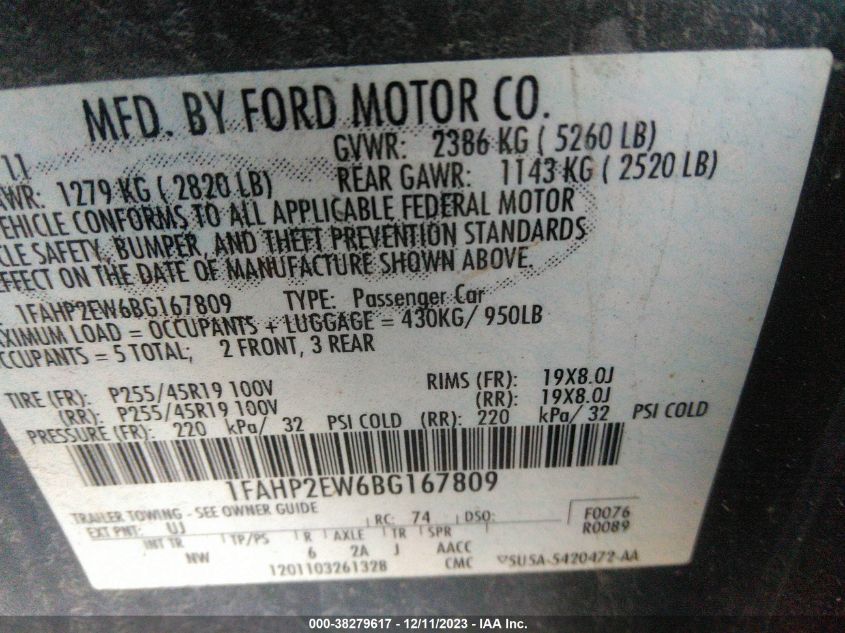 MFD. BY FORD MOTOR CO.
11 GVWR: 2386 KG ( 5260 LB)
AWR: 1279 KG ( 2820 LB) REAR GAWR: 1143 KG ( 2520 LB)
EHICLE CONFORMS TO ALL APPLICABLE FEDERAL MOTOR
CLE SAFETY, BUMPER, AND THEFT PREVENTION STANDARDS
EFFECT ON THE DATE OF MANUFACTURE SHOWN ABOVE.
1FAHP2EW6BG167809 TYPE: Passenger Car
AXIMUM LOAD = OCCUPANTS + LUGGAGE = 430KG/ 950LB
CCUPANTS = 5 TOTAL; 2 FRONT, 3 REAR
TIRE (FR): P255/45R19 100V RIMS (FR): 19X8.0J
(RR): P255/45R19 100V (RR): 19X8.0J
PRESSURE (FR): 220 kPa/ 32 PSI COLD (RR): 220 kPa/ 32 PSI COLD
1FAHP2EW6BG167809
TRAILER TOWING - SEE OWNER GUIDE
EXT PNT: UJ RC: 74 DSO: F0076
R0089
INT TR TP/PS R AXLE TR SPR
NW 6 2A J AACC
1201103261328 CMC 5U5A-5420472-AA
000-38279617 - 12/11/2023 - IAA Inc.